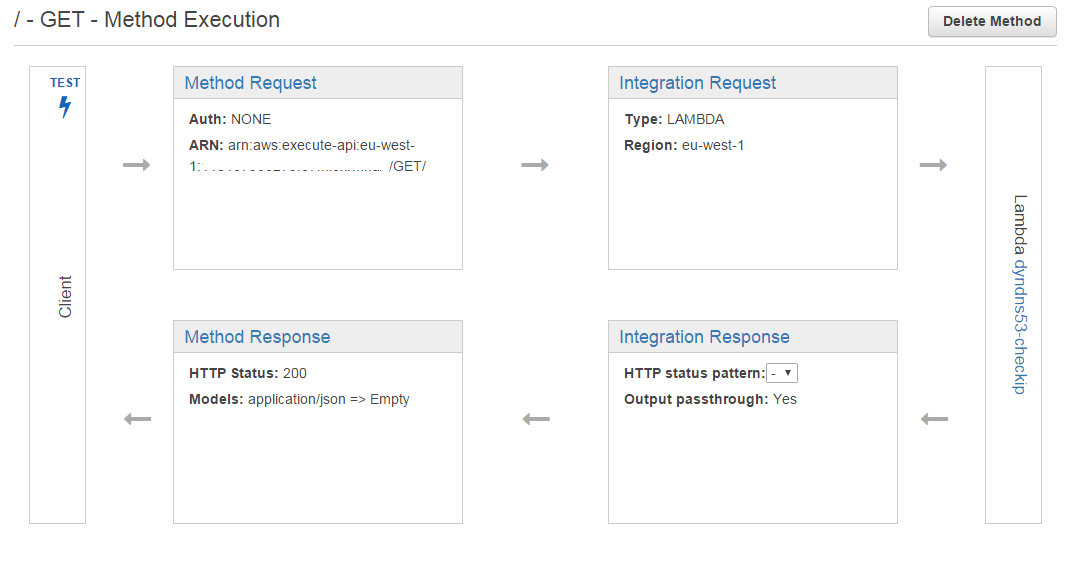 / - GET - Method Execution
Delete Method
TEST
Client
Method Request
Auth: NONE
ARN: arn:aws:execute-api:eu-west-
1: /GET/
Integration Request
Type: LAMBDA
Region: eu-west-1
Lambda dyndns53-checkip
Method Response
HTTP Status: 200
Models: application/json => Empty
Integration Response
HTTP status pattern: -
Output passthrough: Yes